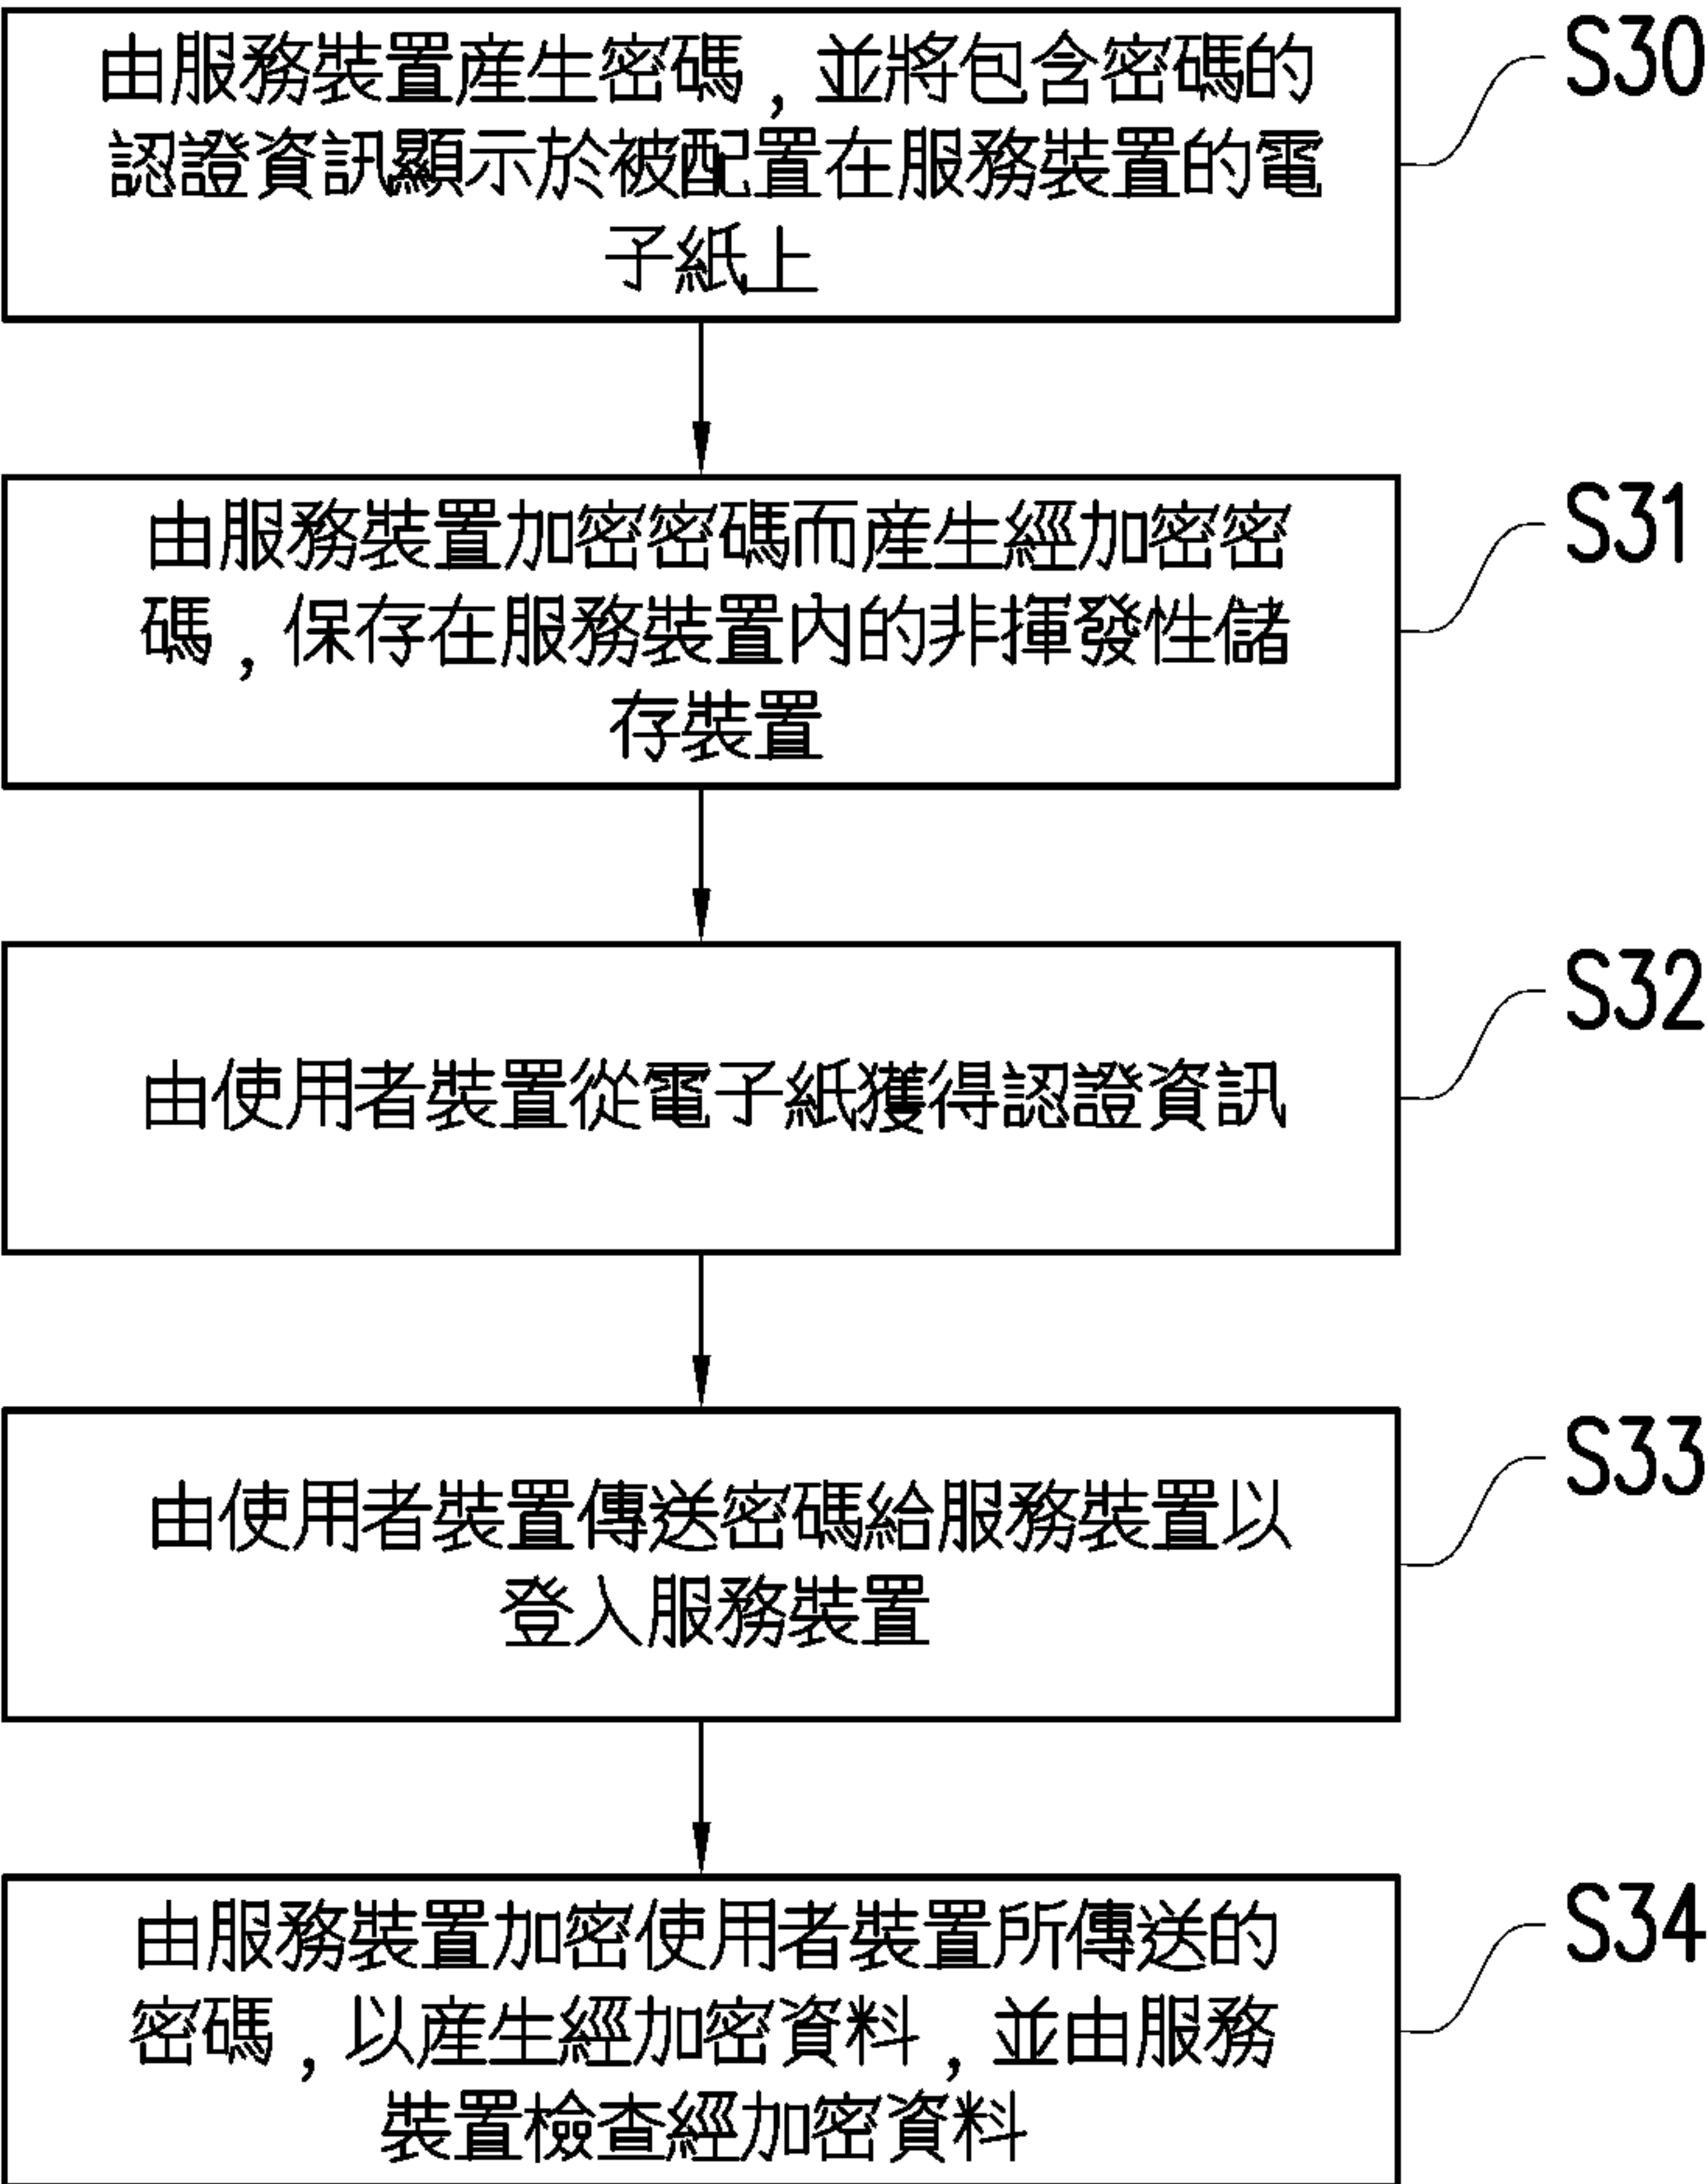 由服務裝置產生密碼，並將包含密碼的
認證資訊顯示於被配置在服務裝置的電
子紙上
S30
由服務裝置加密密碼而產生經加密密
碼，保存在服務裝置內的非揮發性儲
存裝置
S31
由使用者裝置從電子紙獲得認證資訊
S32
由使用者裝置傳送密碼給服務裝置以
登入服務裝置
S33
由服務裝置加密使用者裝置所傳送的
密碼，以產生經加密資料，並由服務
裝置檢查經加密資料
S34